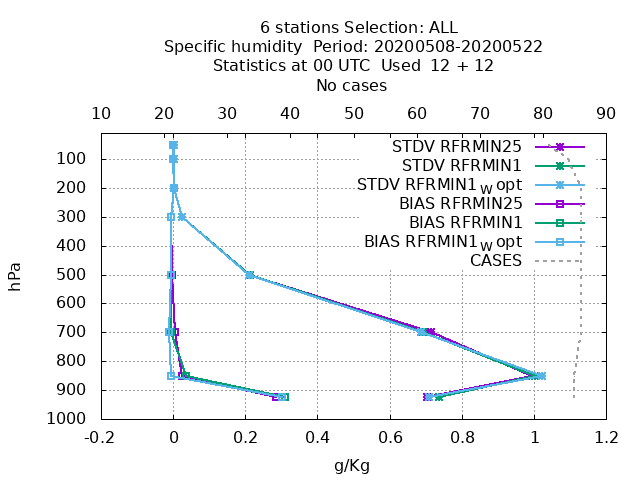 6 stations Selection: ALL
Specific humidity  Period: 20200508-20200522
Statistics at 00 UTC  Used  12 + 12
No cases
10 20 30 40 50 60 70 80 90
STDV RFRMIN25
STDV RFRMIN1
STDV RFRMIN1w opt
BIAS RFRMIN25
BIAS RFRMIN1
BIAS RFRMIN1w opt
CASES
100
200
300
400
500
600
700
800
900
1000
hPa
-0.2 0 0.2 0.4 0.6 0.8 1 1.2
g/Kg